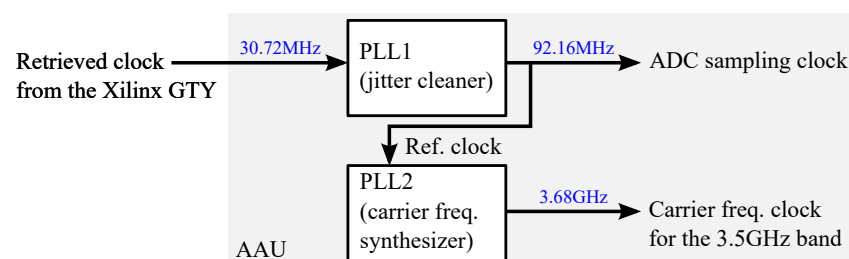 Retrieved clock
from the Xilinx GTY
30.72MHz
PLL1
(jitter cleaner)
92.16MHz
ADC sampling clock
Ref. clock
PLL2
(carrier freq.
synthesizer)
3.68GHz
Carrier freq. clock
for the 3.5GHz band
AAU